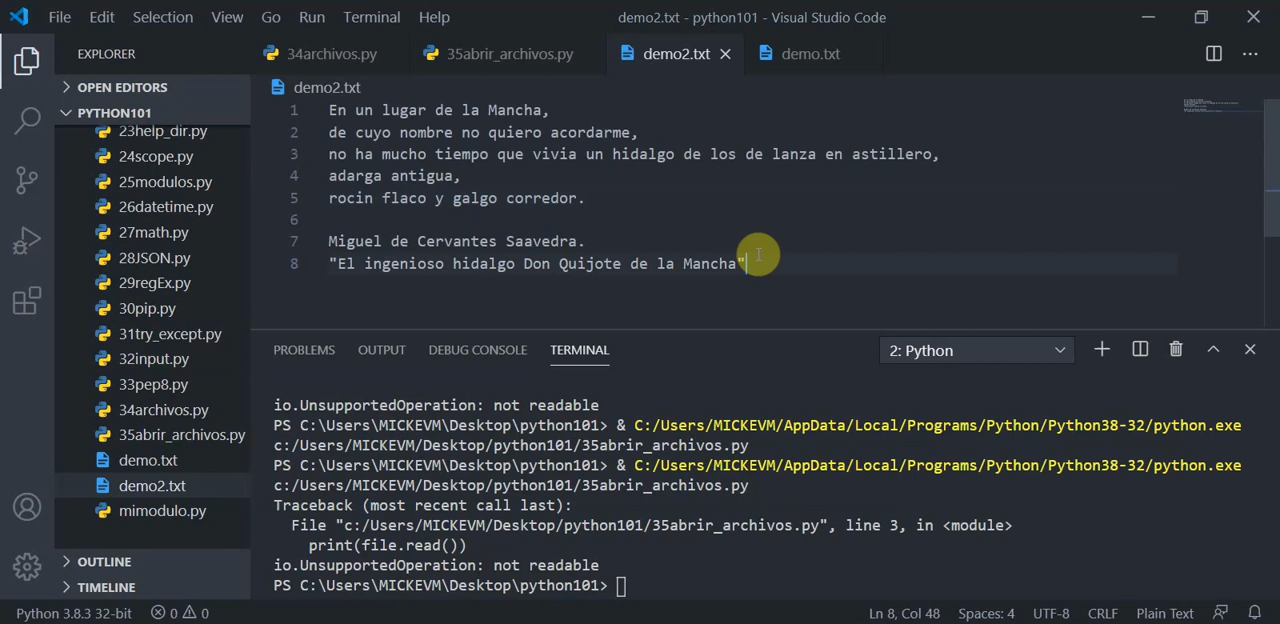 File Edit Selection View Go Run Terminal Help demo2.txt - python101 - Visual Studio Code
EXPLORER
34archivos.py 35abrir_archivos.py demo2.txt demo.txt
OPEN EDITORS
PYTHON101
23help_dir.py
24scope.py
25modulos.py
26datetime.py
27math.py
28JSON.py
29regEx.py
30pip.py
31try_except.py
32input.py
33pep8.py
34archivos.py
35abrir_archivos.py
demo.txt
demo2.txt
mimodulo.py
OUTLINE
TIMELINE
demo2.txt
1 En un lugar de la Mancha,
2 de cuyo nombre no quiero acordarme,
3 no ha mucho tiempo que vivia un hidalgo de los de lanza en astillero,
4 adarga antigua,
5 rocin flaco y galgo corredor.
6
7 Miguel de Cervantes Saavedra.
8 "El ingenioso hidalgo Don Quijote de la Mancha"
PROBLEMS OUTPUT DEBUG CONSOLE TERMINAL 2: Python
io.UnsupportedOperation: not readable
PS C:\Users\MICKEVM\Desktop\python101> & C:/Users/MICKEVM/AppData/Local/Programs/Python/Python38-32/python.exe
c:/Users/MICKEVM/Desktop/python101/35abrir_archivos.py
PS C:\Users\MICKEVM\Desktop\python101> & C:/Users/MICKEVM/AppData/Local/Programs/Python/Python38-32/python.exe
c:/Users/MICKEVM/Desktop/python101/35abrir_archivos.py
Traceback (most recent call last):
File "c:/Users/MICKEVM/Desktop/python101/35abrir_archivos.py", line 3, in <module>
print(file.read())
io.UnsupportedOperation: not readable
PS C:\Users\MICKEVM\Desktop\python101>
Python 3.8.3 32-bit 0 0 Ln 8, Col 48 Spaces: 4 UTF-8 CRLF Plain Text